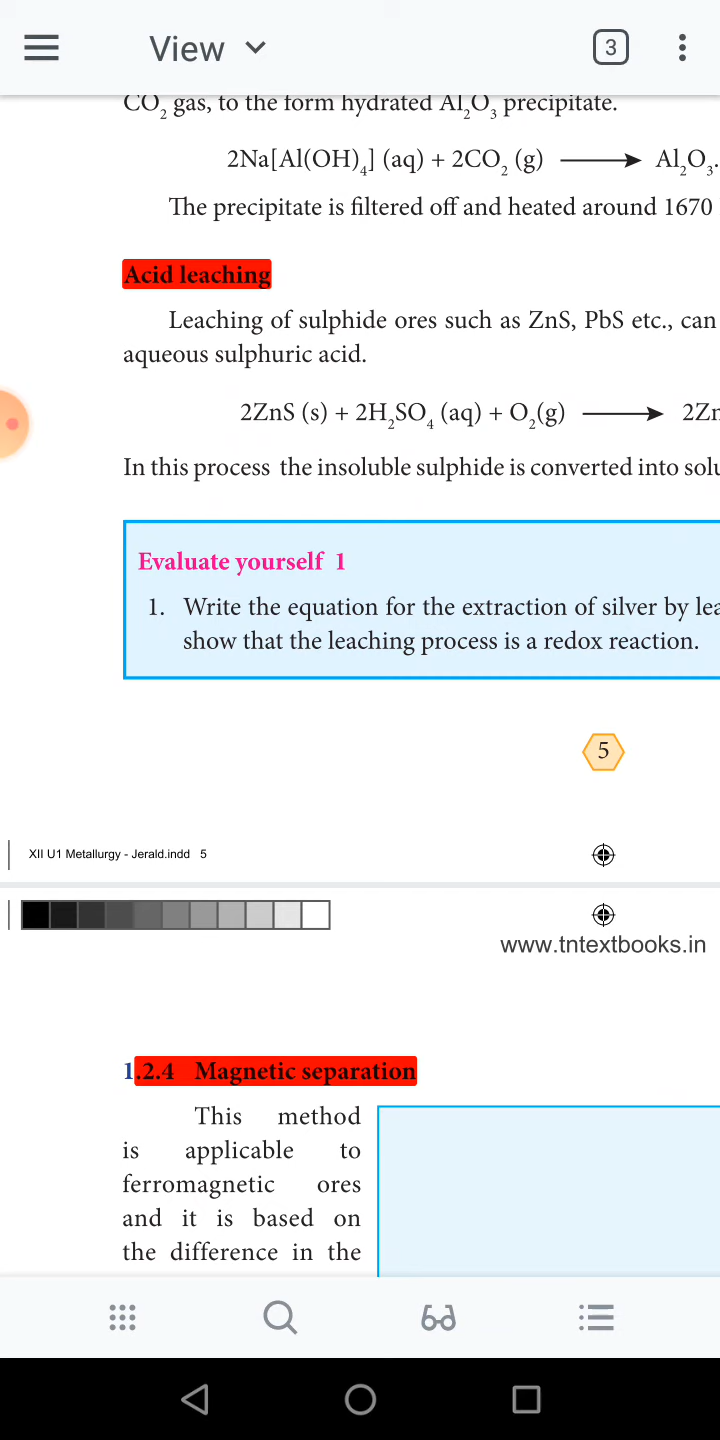 View
3
CO₂ gas, to the form hydrated Al₂O₃ precipitate.
2Na[Al(OH)₄] (aq) + 2CO₂ (g) ⟶ Al₂O₃.
The precipitate is filtered off and heated around 1670
Acid leaching
Leaching of sulphide ores such as ZnS, PbS etc., can
aqueous sulphuric acid.
2ZnS (s) + 2H₂SO₄ (aq) + O₂(g) ⟶ 2Zn
In this process the insoluble sulphide is converted into solu
Evaluate yourself 1
1. Write the equation for the extraction of silver by lea
show that the leaching process is a redox reaction.
5
XII U1 Metallurgy - Jerald.indd 5
www.tntextbooks.in
1.2.4 Magnetic separation
This method
is applicable to
ferromagnetic ores
and it is based on
the difference in the